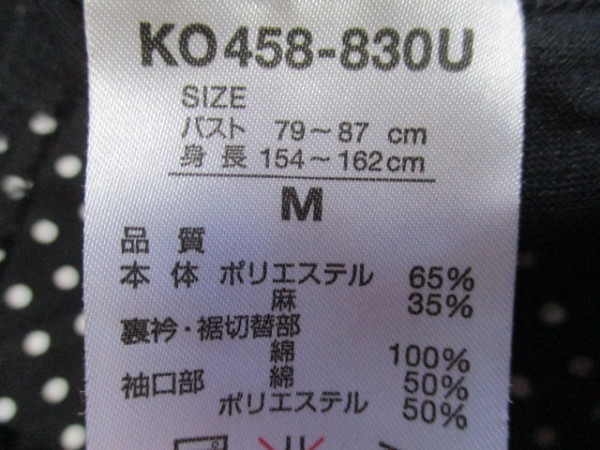 KO458-830U
SIZE
バスト 79～87 cm
身長 154～162cm
M
品質
本体 ポリエステル 65%
麻 35%
裏衿・裾切替部
綿 100%
袖口部 綿 50%
ポリエステル 50%